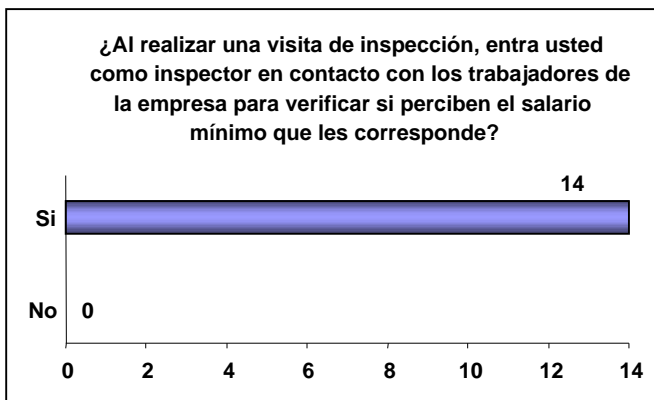 ¿Al realizar una visita de inspección, entra usted
como inspector en contacto con los trabajadores de
la empresa para verificar si perciben el salario
mínimo que les corresponde?
14
Si
No 0
0 2 4 6 8 10 12 14